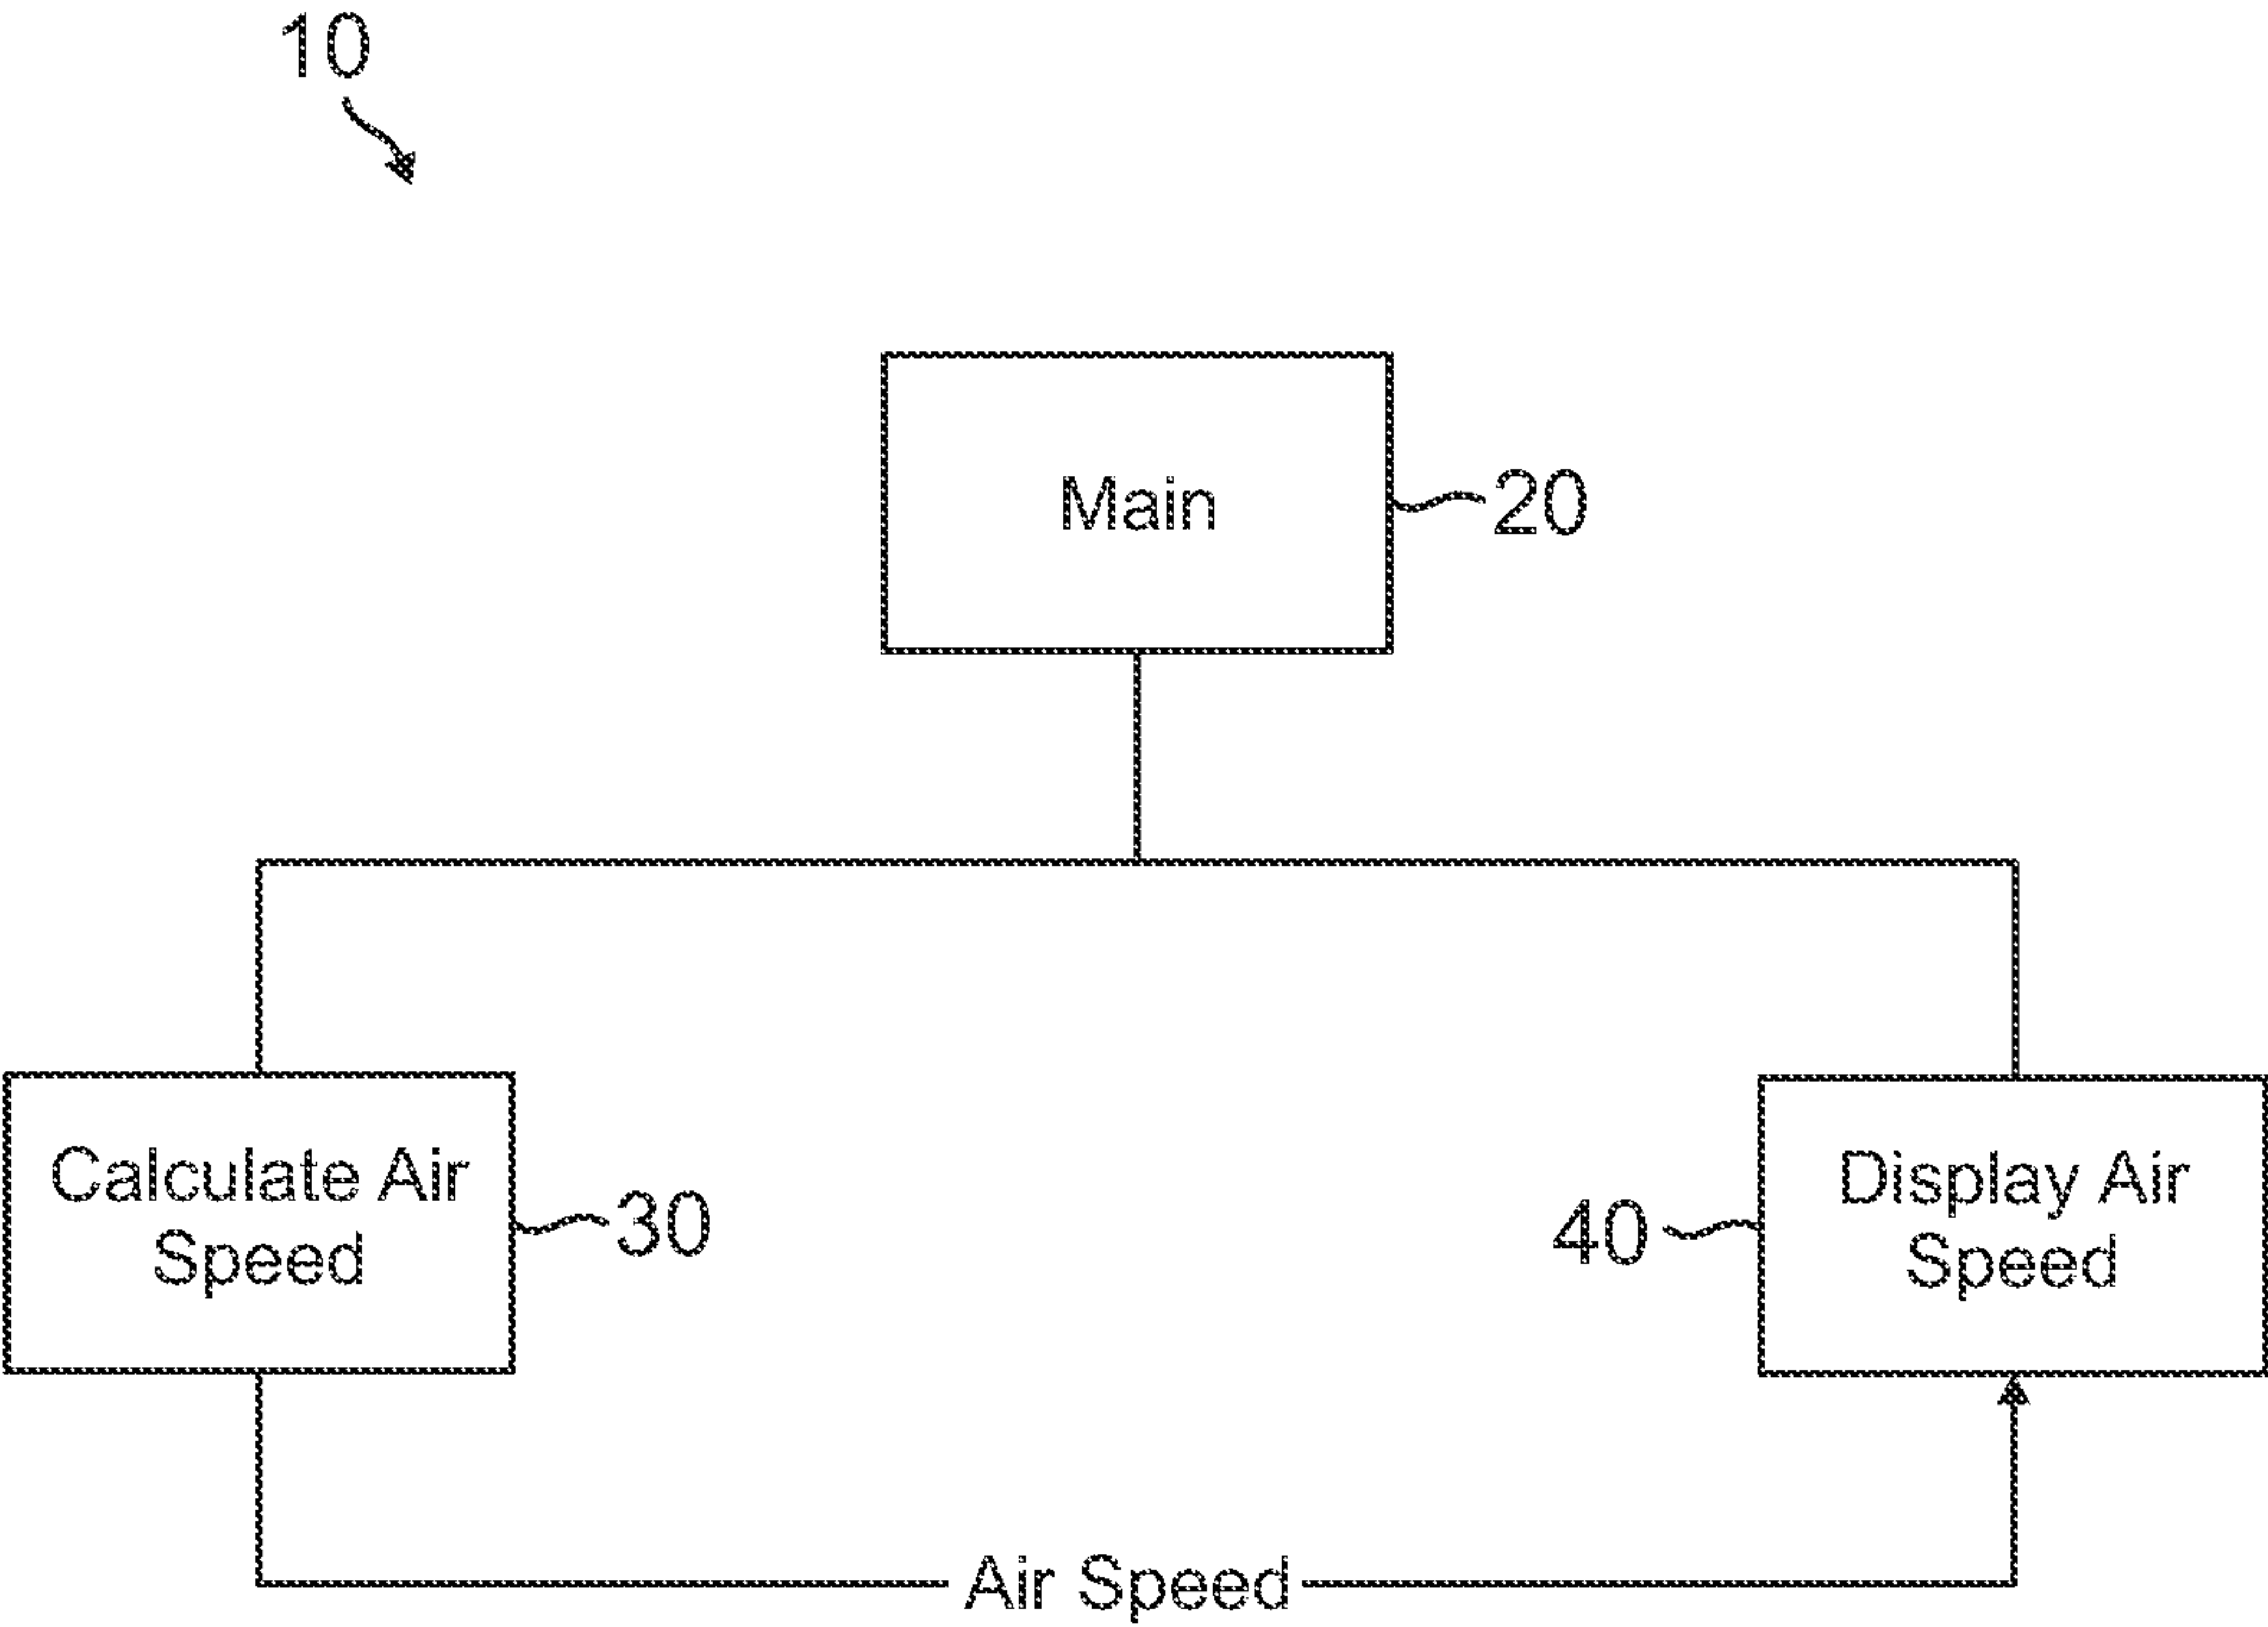 10
Main
20
Calculate Air
Speed
30
40
Display Air
Speed
Air Speed